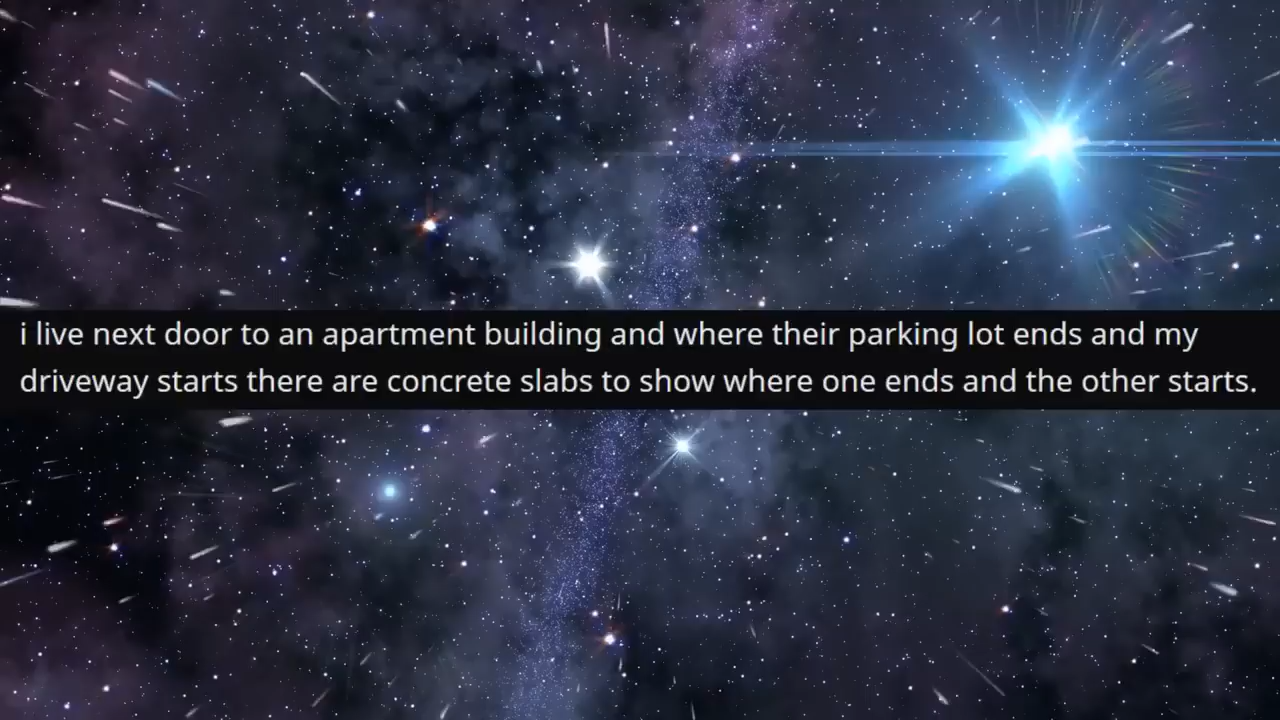 i live next door to an apartment building and where their parking lot ends and my
driveway starts there are concrete slabs to show where one ends and the other starts.